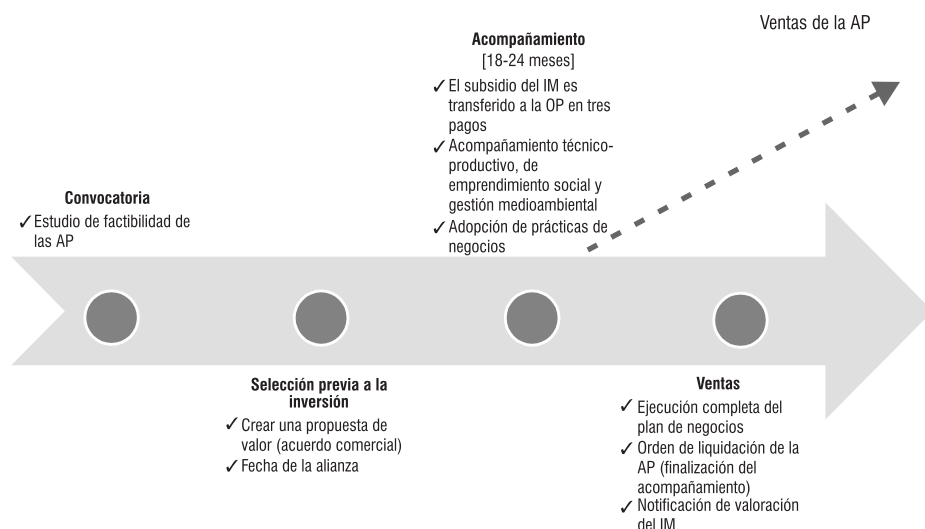 Ventas de la AP
Acompañamiento
[18-24 meses]
✓ El subsidio del IM es
transferido a la OP en tres
pagos
✓ Acompañamiento técnico-
productivo, de
emprendimiento social y
gestión medioambiental
✓ Adopción de prácticas de
negocios
Convocatoria
✓ Estudio de factibilidad de
las AP
Selección previa a la
inversión
✓ Crear una propuesta de
valor (acuerdo comercial)
✓ Fecha de la alianza
Ventas
✓ Ejecución completa del
plan de negocios
✓ Orden de liquidación de la
AP (finalización del
acompañamiento)
✓ Notificación de valoración
del IM